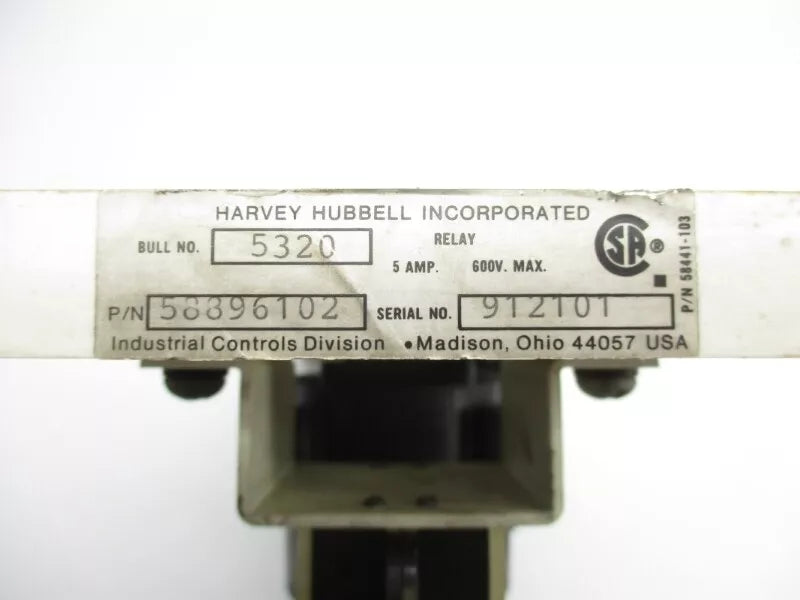 HARVEY HUBBELL INCORPORATED
BULL NO. 5320 RELAY
5 AMP. 600V. MAX.
SA ®
P/N 58896102 SERIAL NO. 912101
Industrial Controls Division • Madison, Ohio 44057 USA
P/N 58441-103